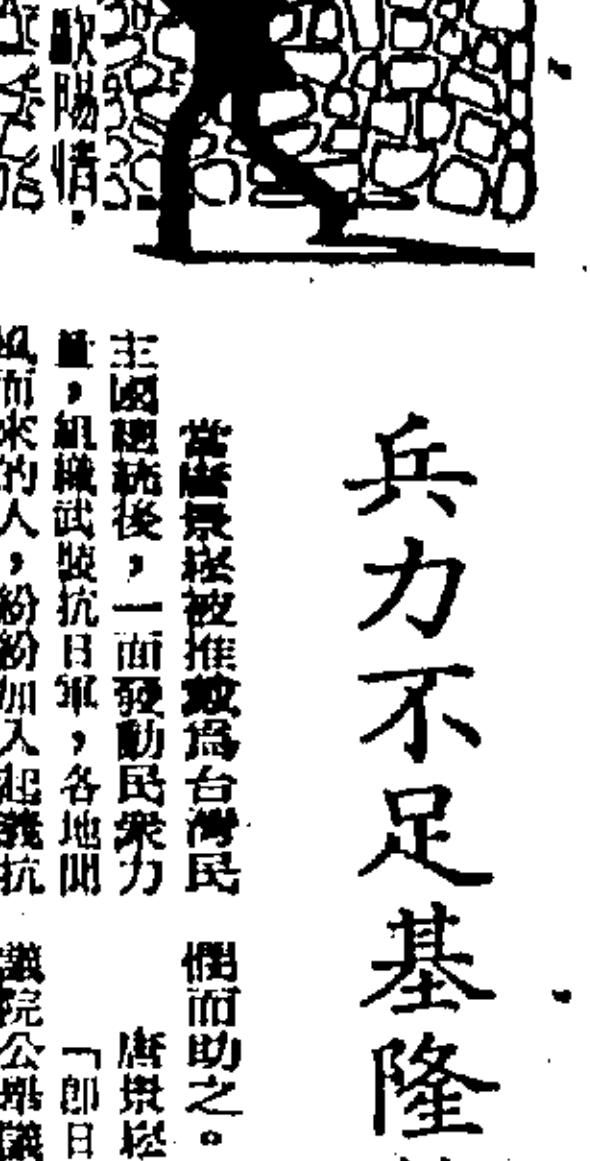 兵力不足基隆
當唐景崧被推戴爲台灣民
主國總統後，一面發動民衆力
量，組織武裝抗日軍，各地聞
風而來的人，紛紛加入起義抗
惘而助之。
唐景崧
「卽日
議院公舉議
歐陽情．